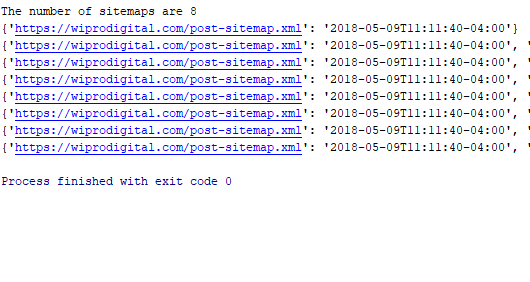 The number of sitemaps are 8
{'https://wiprodigital.com/post-sitemap.xml': '2018-05-09T11:11:40-04:00'}
{'https://wiprodigital.com/post-sitemap.xml': '2018-05-09T11:11:40-04:00', '
{'https://wiprodigital.com/post-sitemap.xml': '2018-05-09T11:11:40-04:00', '
{'https://wiprodigital.com/post-sitemap.xml': '2018-05-09T11:11:40-04:00', '
{'https://wiprodigital.com/post-sitemap.xml': '2018-05-09T11:11:40-04:00', '
{'https://wiprodigital.com/post-sitemap.xml': '2018-05-09T11:11:40-04:00', '
{'https://wiprodigital.com/post-sitemap.xml': '2018-05-09T11:11:40-04:00', '
{'https://wiprodigital.com/post-sitemap.xml': '2018-05-09T11:11:40-04:00', '
Process finished with exit code 0